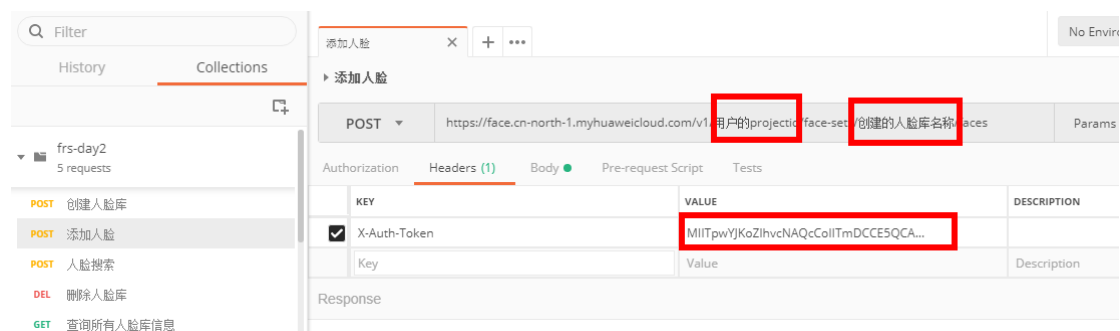 Filter
History
Collections
frs-day2
5 requests
POST 创建人脸库
POST 添加人脸
POST 人脸搜索
DEL 删除人脸库
GET 查询所有人脸库信息
添加人脸
No Enviro
添加人脸
POST
https://face.cn-north-1.myhuaweicloud.com/v1/用户的projectid/face-sets/创建的人脸库名称/faces
Params
Authorization
Headers (1)
Body
Pre-request Script
Tests
KEY
VALUE
DESCRIPTION
X-Auth-Token
MIITpwYJKoZIhvcNAQcCoIITmDCCE5QCA...
Key
Value
Description
Response